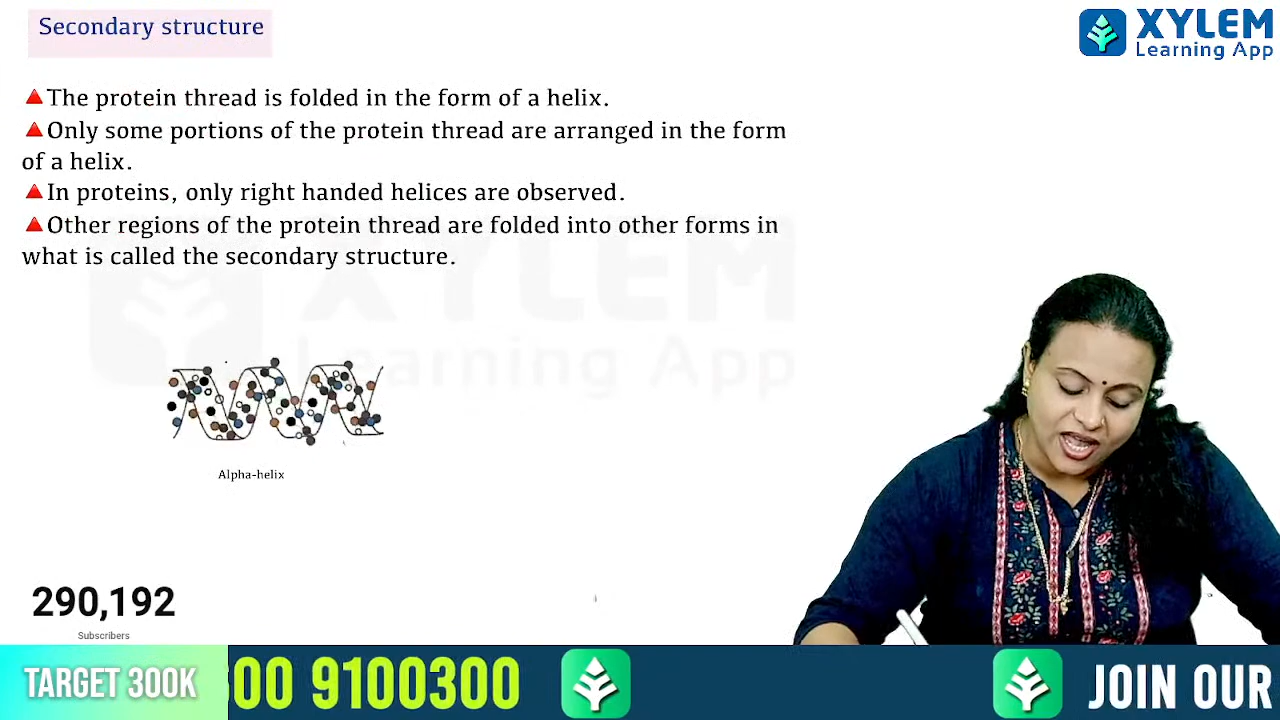 Secondary structure
XYLEM
Learning App
🔺The protein thread is folded in the form of a helix.
🔺Only some portions of the protein thread are arranged in the form
of a helix.
🔺In proteins, only right handed helices are observed.
🔺Other regions of the protein thread are folded into other forms in
what is called the secondary structure.
XYLEM
Learning App
Alpha-helix
290,192
Subscribers
TARGET 300K
00 9100300
JOIN OUR